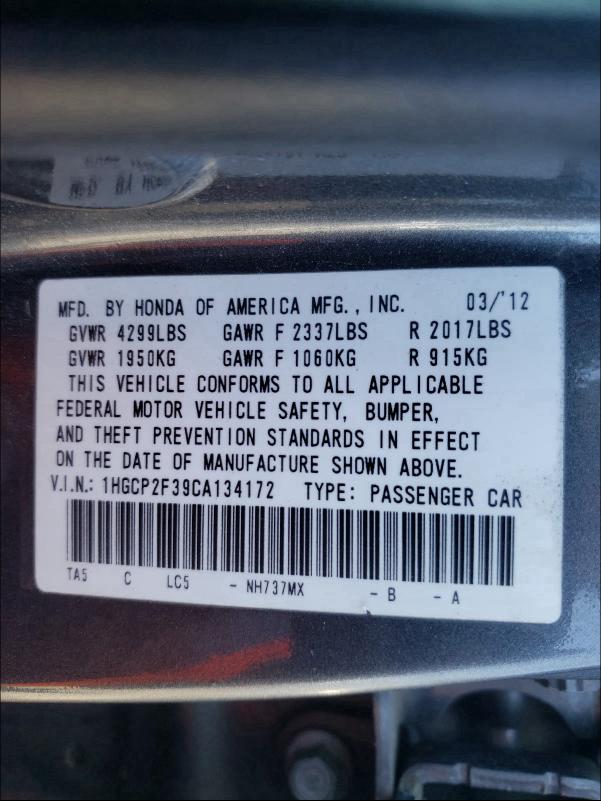 MFD. BY HONDA OF AMERICA MFG., INC. 03/'12
GVWR 4299LBS GAWR F 2337LBS R 2017LBS
GVWR 1950KG GAWR F 1060KG R 915KG
THIS VEHICLE CONFORMS TO ALL APPLICABLE
FEDERAL MOTOR VEHICLE SAFETY, BUMPER,
AND THEFT PREVENTION STANDARDS IN EFFECT
ON THE DATE OF MANUFACTURE SHOWN ABOVE.
V.I.N.: 1HGCP2F39CA134172 TYPE: PASSENGER CAR
TA5 C LC5 - NH737MX - B - A